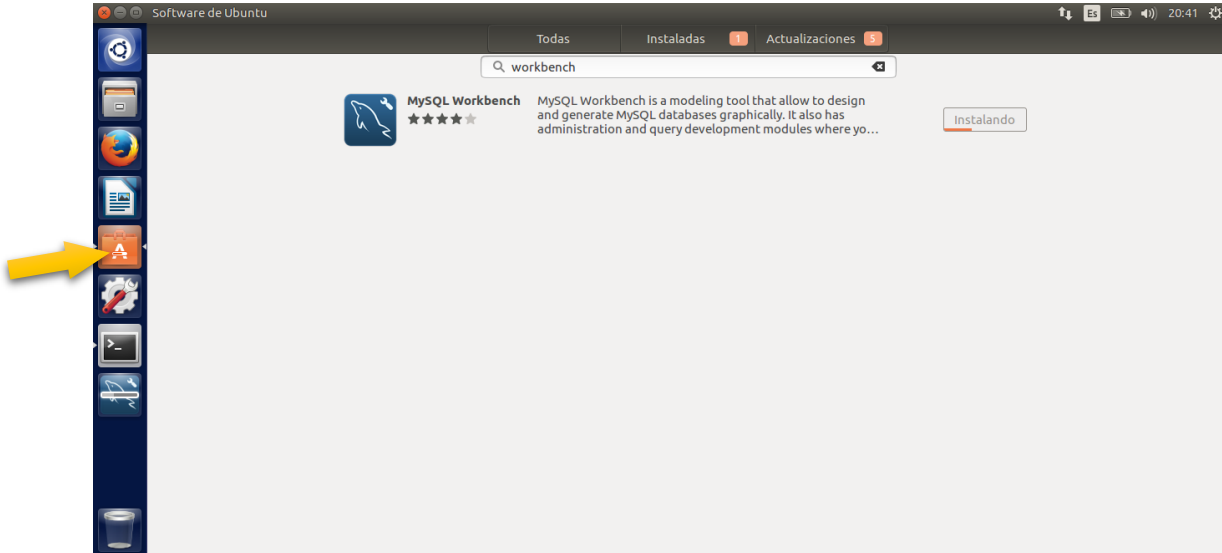 Software de Ubuntu
Es
20:41
Todas
Instaladas 1
Actualizaciones 5
workbench
MySQL Workbench
MySQL Workbench is a modeling tool that allow to design
and generate MySQL databases graphically. It also has
administration and query development modules where yo...
Instalando